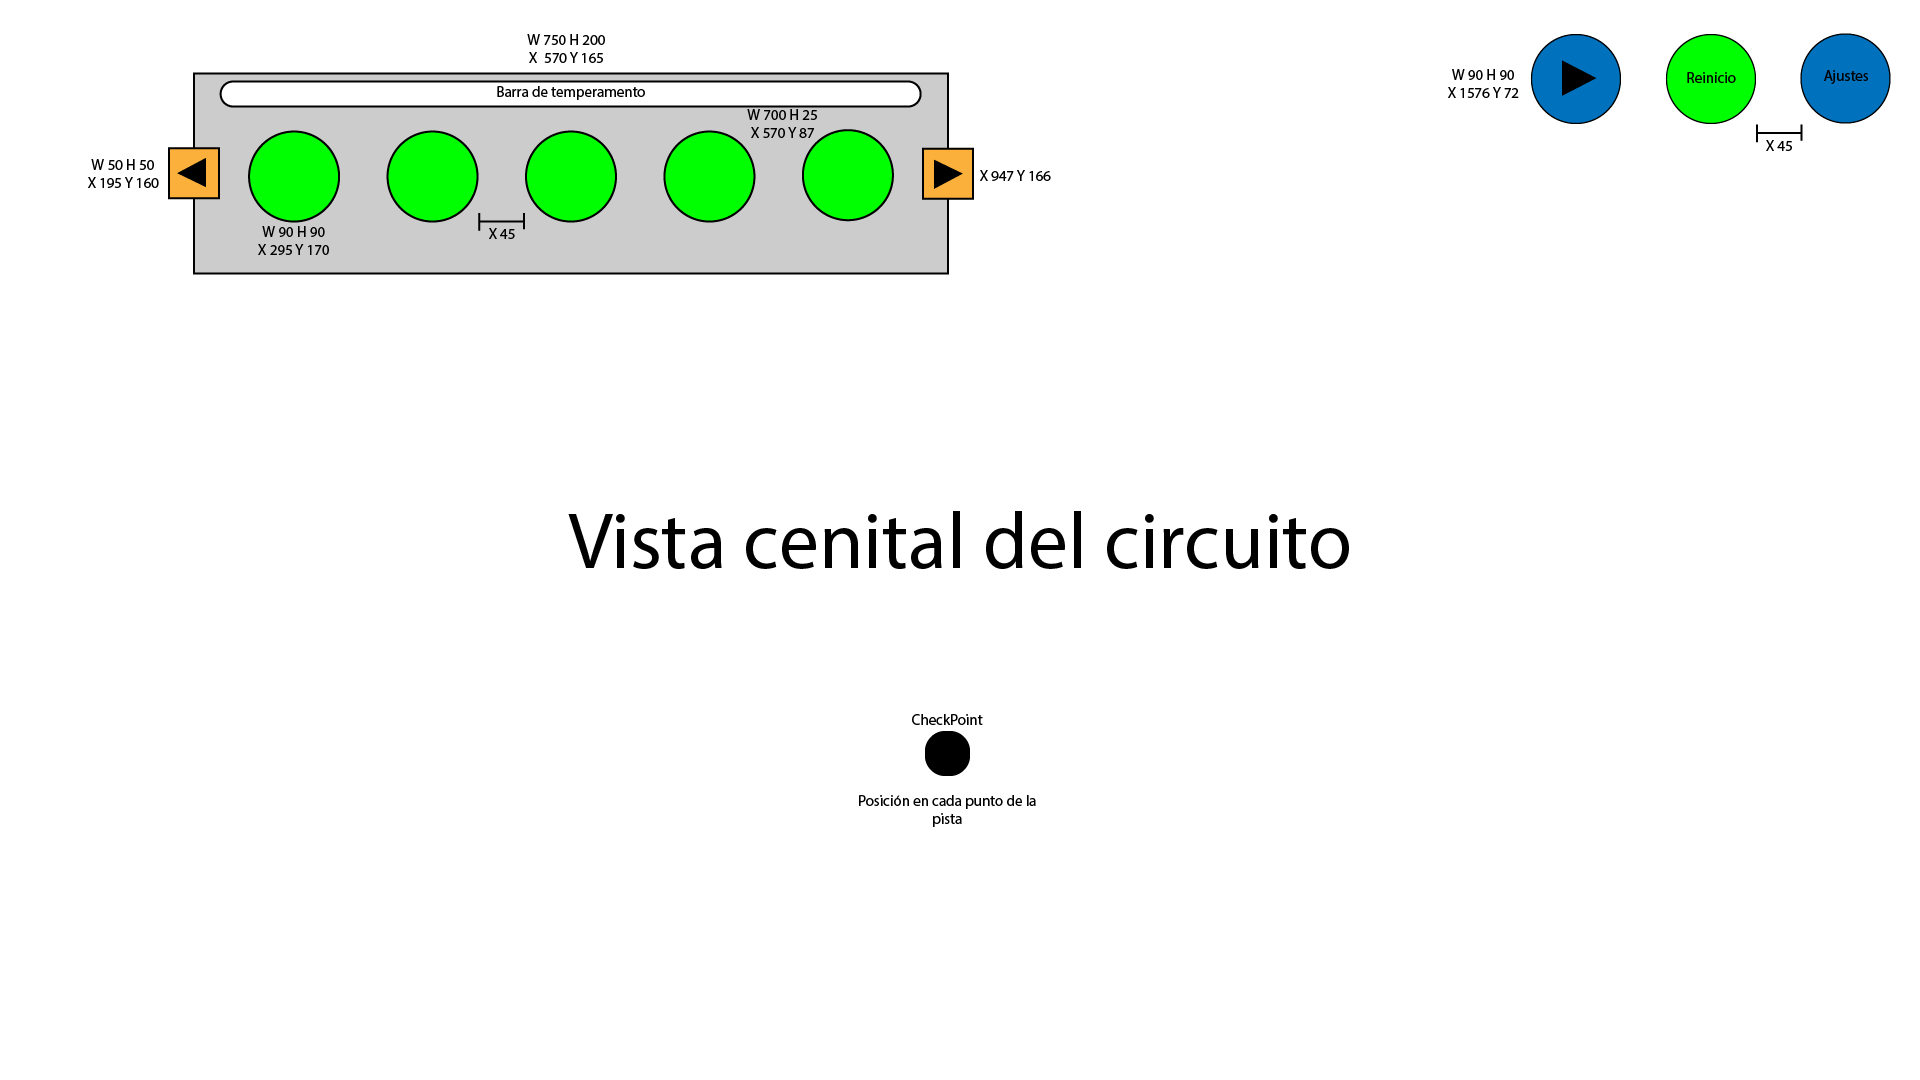 W 750 H 200
X  570 Y 165
Barra de temperamento
W 700 H 25
X 570 Y 87
W 50 H 50
X 195 Y 160
X 947 Y 166
W 90 H 90
X 295 Y 170
X 45
W 90 H 90
X 1576 Y 72
Reinicio
Ajustes
X 45
Vista cenital del circuito
CheckPoint
Posición en cada punto de la
pista